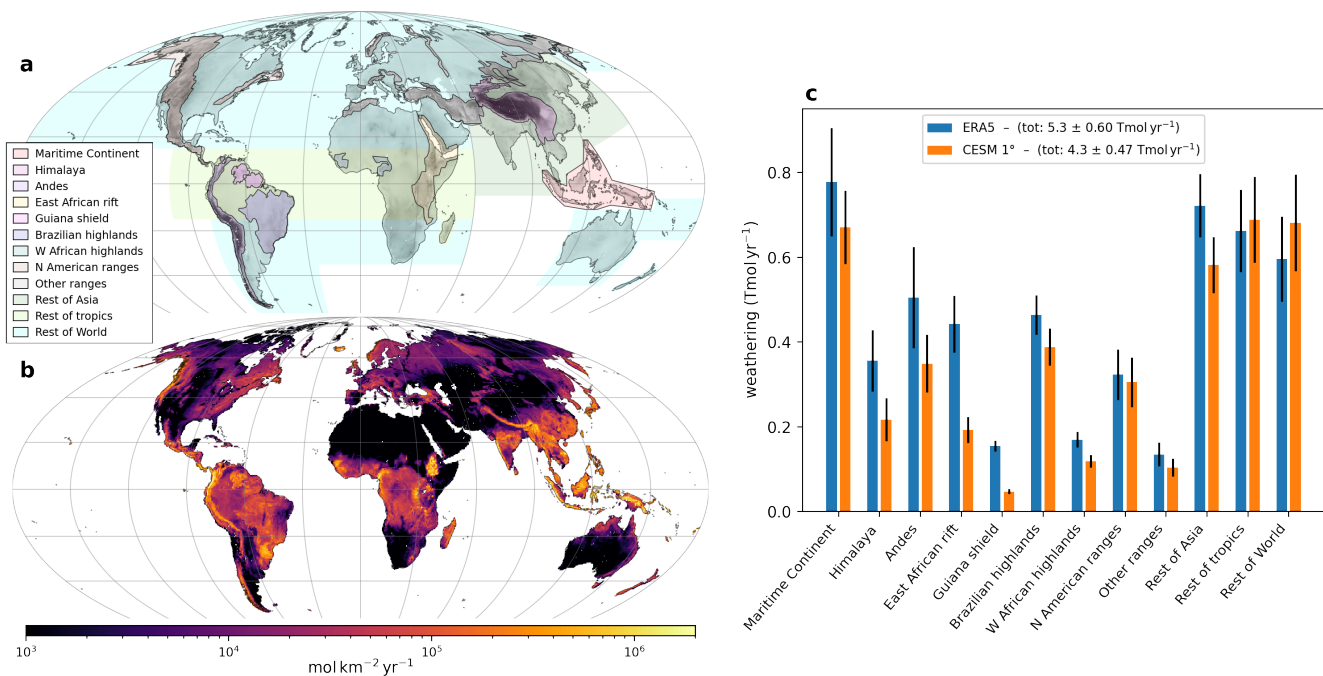 a
Maritime Continent
Himalaya
Andes
East African rift
Guiana shield
Brazilian highlands
W African highlands
N American ranges
Other ranges
Rest of Asia
Rest of tropics
Rest of World
b
10³ 10⁴ 10⁵ 10⁶
mol km⁻² yr⁻¹
c
ERA5 – (tot: 5.3 ± 0.60 Tmol yr⁻¹)
CESM 1° – (tot: 4.3 ± 0.47 Tmol yr⁻¹)
weathering (Tmol yr⁻¹)
0.8
0.6
0.4
0.2
0.0
Maritime Continent
Himalaya
Andes
East African rift
Guiana shield
Brazilian highlands
W African highlands
N American ranges
Other ranges
Rest of Asia
Rest of tropics
Rest of World